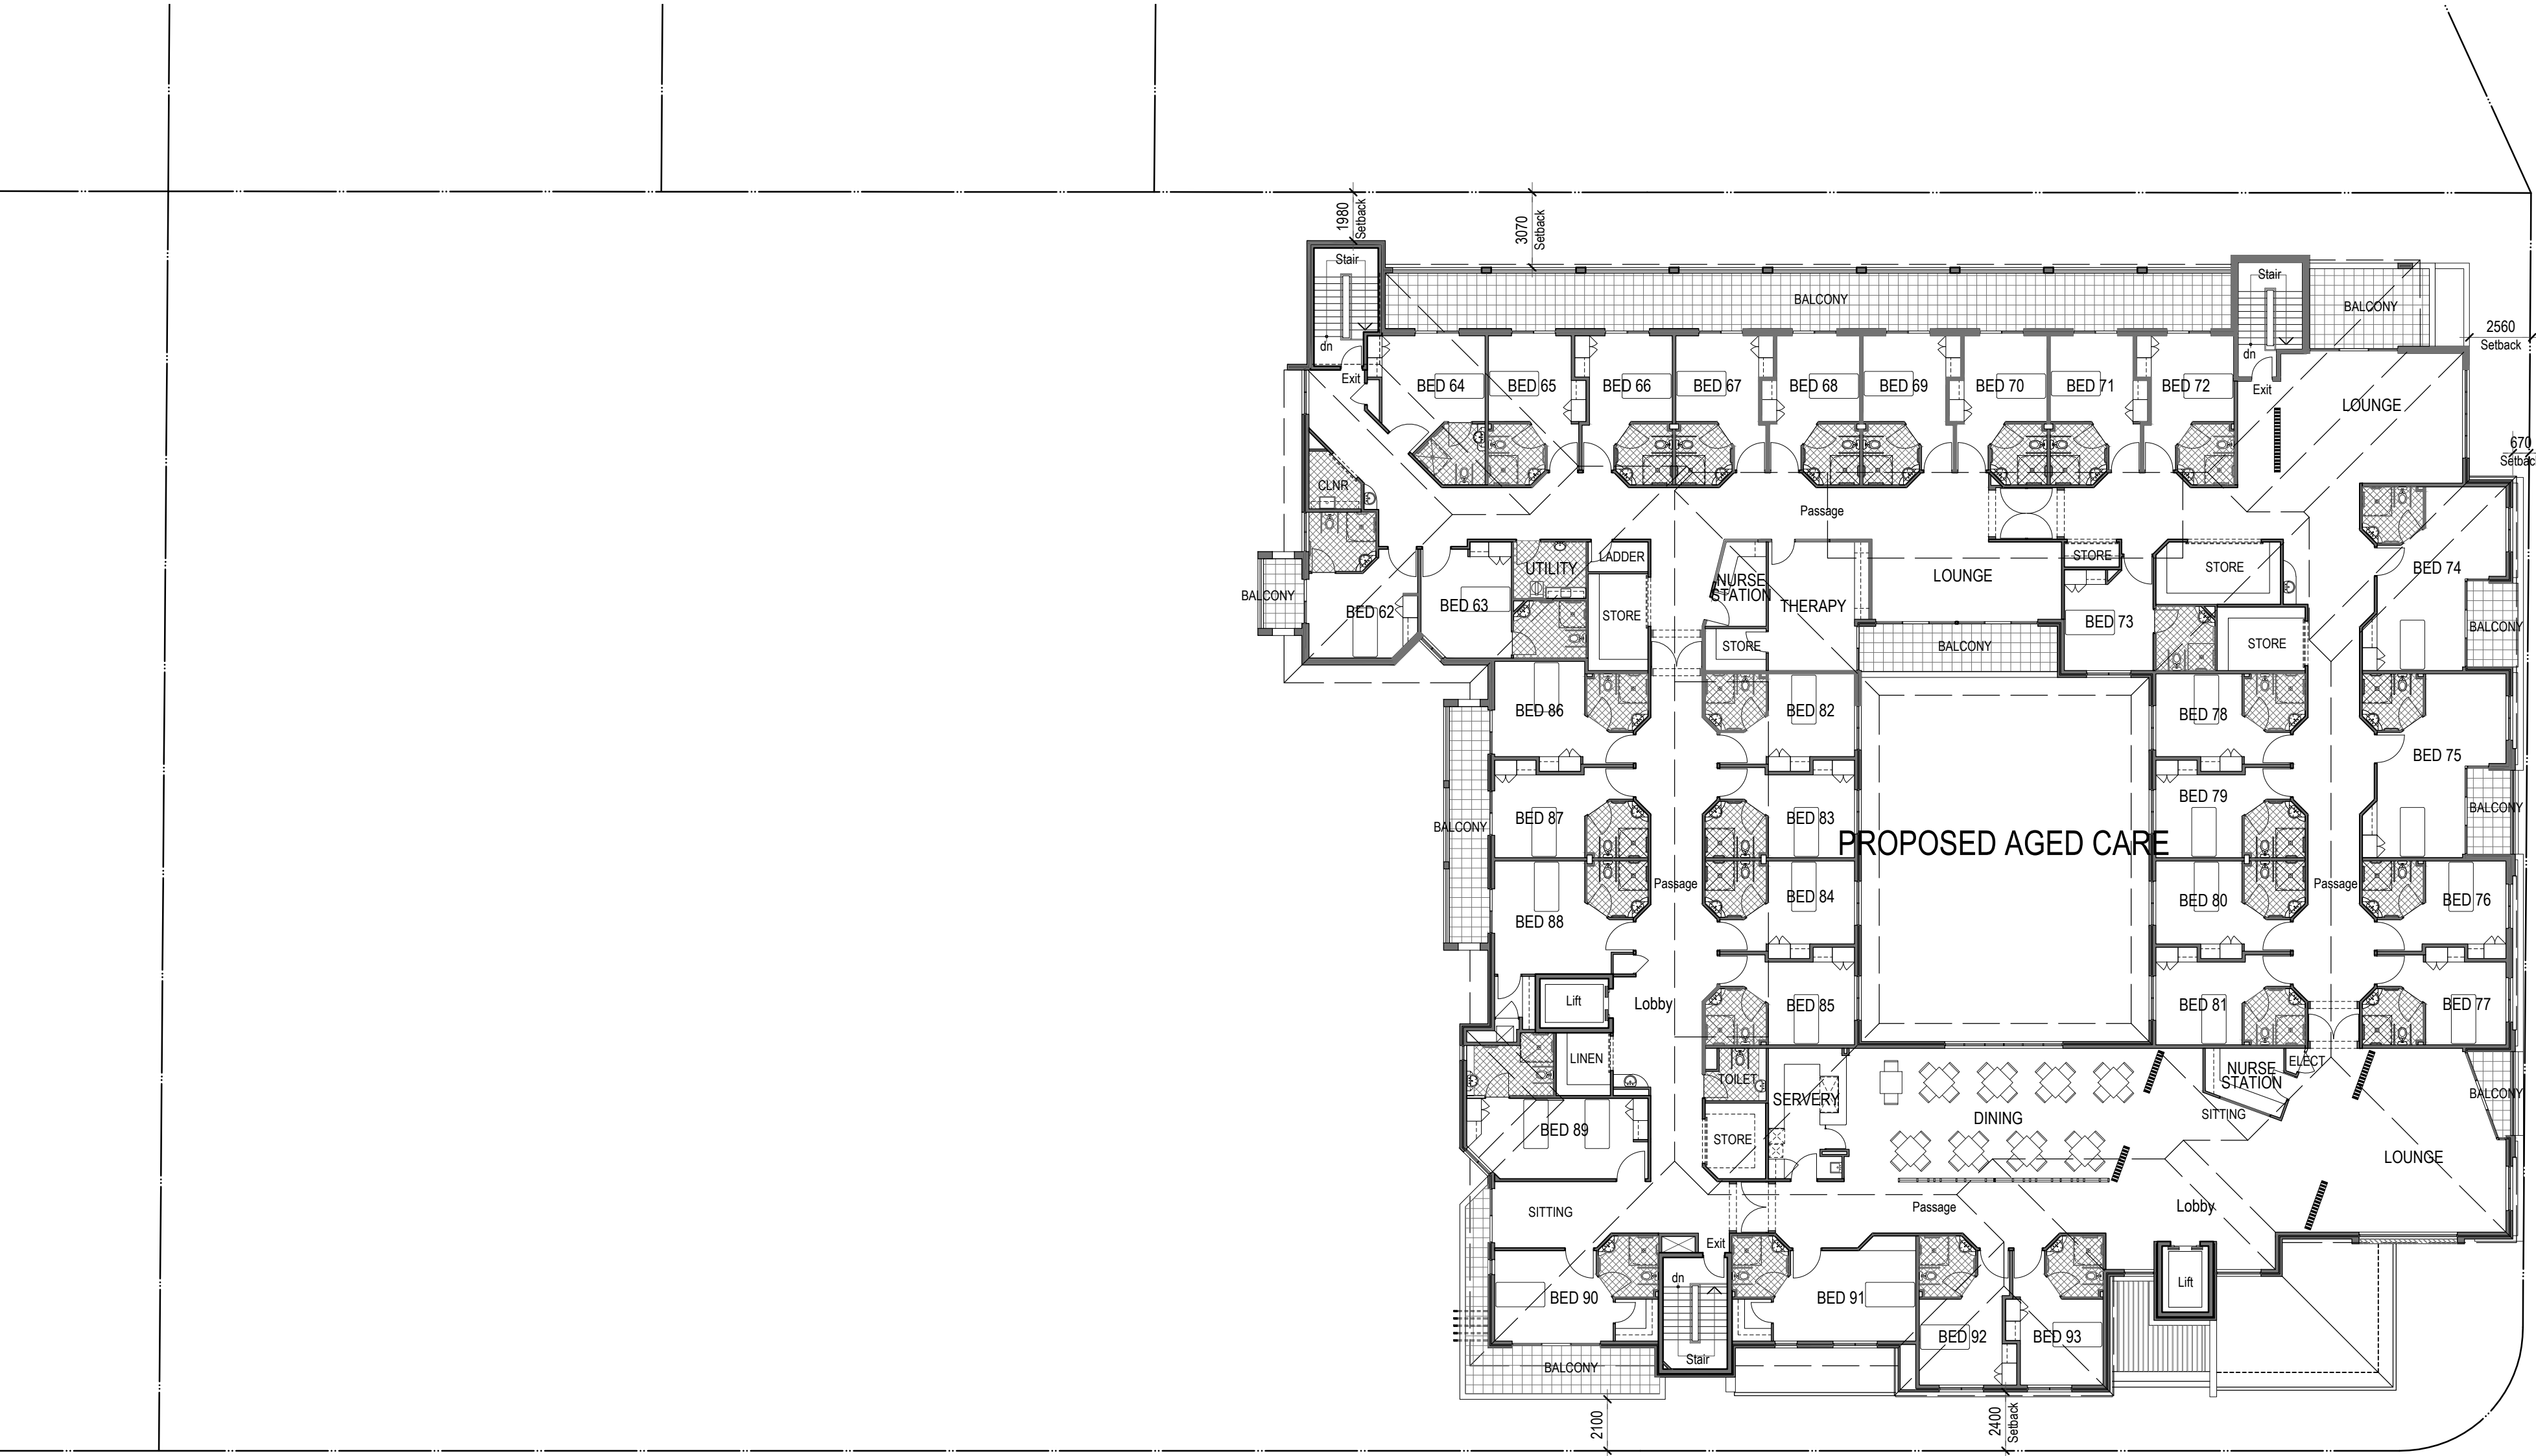 1980
Setback
3070
Setback
Stair
BALCONY
Stair
BALCONY
2560
Setback
dn
Exit
dn
Exit
BED 64
BED 65
BED 66
BED 67
BED 68
BED 69
BED 70
BED 71
BED 72
LOUNGE
670
Setback
CLNR
Passage
UTILITY
LADDER
NURSE
STATION
THERAPY
LOUNGE
STORE
STORE
BED 74
BALCONY
BED 62
BED 63
STORE
STORE
BALCONY
BED 73
STORE
BALCONY
BED 86
BED 82
BED 78
BED 75
BED 87
BED 83
BED 79
BALCONY
BALCONY
PROPOSED AGED CARE
BED 88
Passage
BED 84
BED 80
Passage
BED 76
Lift
Lobby
BED 85
BED 81
BED 77
LINEN
TOILET
SERVERY
NURSE
STATION
ELECT
BALCONY
BED 89
STORE
DINING
SITTING
LOUNGE
SITTING
Passage
Lobby
Exit
BED 90
dn
BED 91
Lift
BED 92
BED 93
BALCONY
Stair
2100
2400
Setback